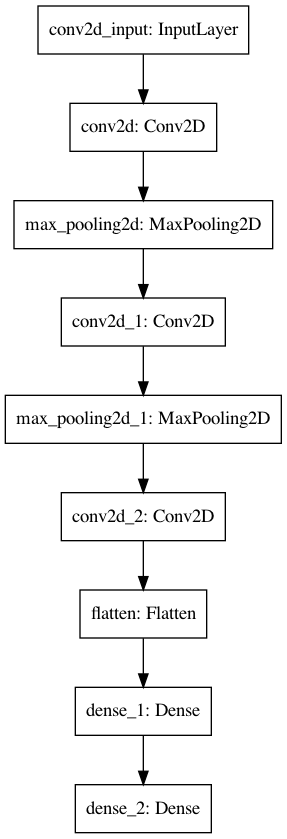 conv2d_input: InputLayer
conv2d: Conv2D
max_pooling2d: MaxPooling2D
conv2d_1: Conv2D
max_pooling2d_1: MaxPooling2D
conv2d_2: Conv2D
flatten: Flatten
dense_1: Dense
dense_2: Dense